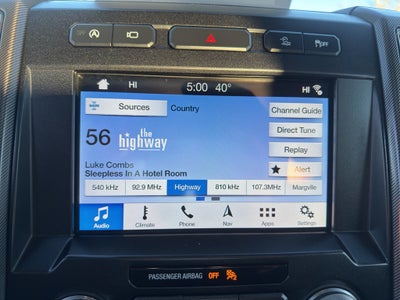 HI 5:00 40° HI
Sources Country Channel Guide
56 the highway
Direct Tune
Replay
Luke Combs
Sleepless In A Hotel Room
Alert
540 kHz 92.9 MHz Highway 810 kHz 107.3MHz Margvlle
Audio Climate Phone Nav Apps Settings
PASSENGER AIRBAG OFF